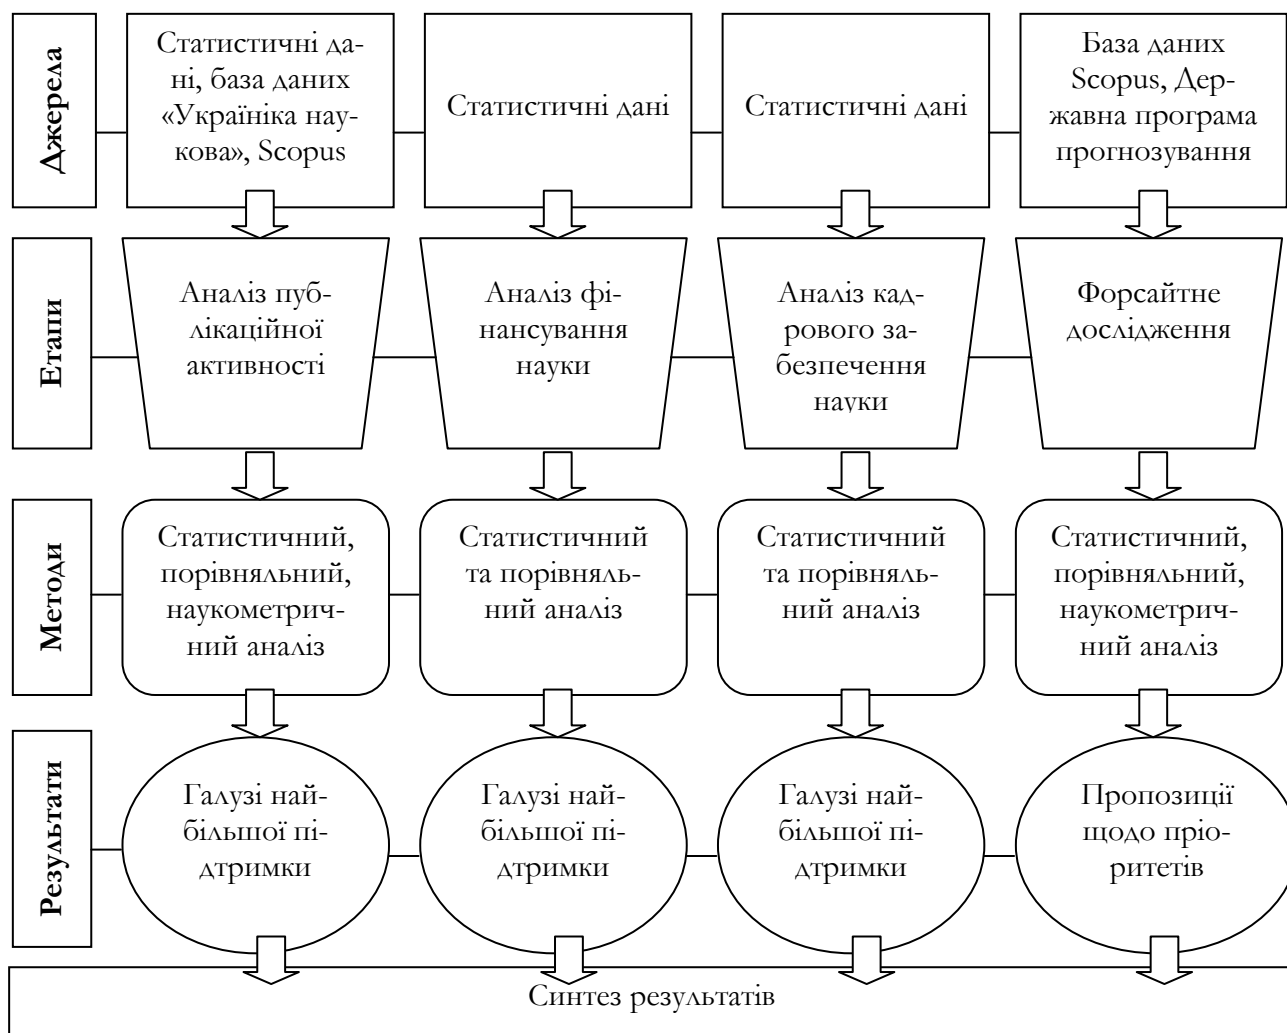 Джерела
Статистичні да-
ні, база даних
«Україніка нау-
кова», Scopus
Статистичні дані
Статистичні дані
База даних
Scopus, Дер-
жавна програма
прогнозування
Етапи
Аналіз пуб-
лікаційної
активності
Аналіз фі-
нансування
науки
Аналіз кад-
рового за-
безпечення
науки
Форсайтне
дослідження
Методи
Статистичний,
порівняльний,
наукометрич-
ний аналіз
Статистичний
та порівняль-
ний аналіз
Статистичний
та порівняль-
ний аналіз
Статистичний,
порівняльний,
наукометрич-
ний аналіз
Результати
Галузі най-
більшої пі-
дтримки
Галузі най-
більшої пі-
дтримки
Галузі най-
більшої пі-
дтримки
Пропозиції
щодо пріо-
ритетів
Синтез результатів